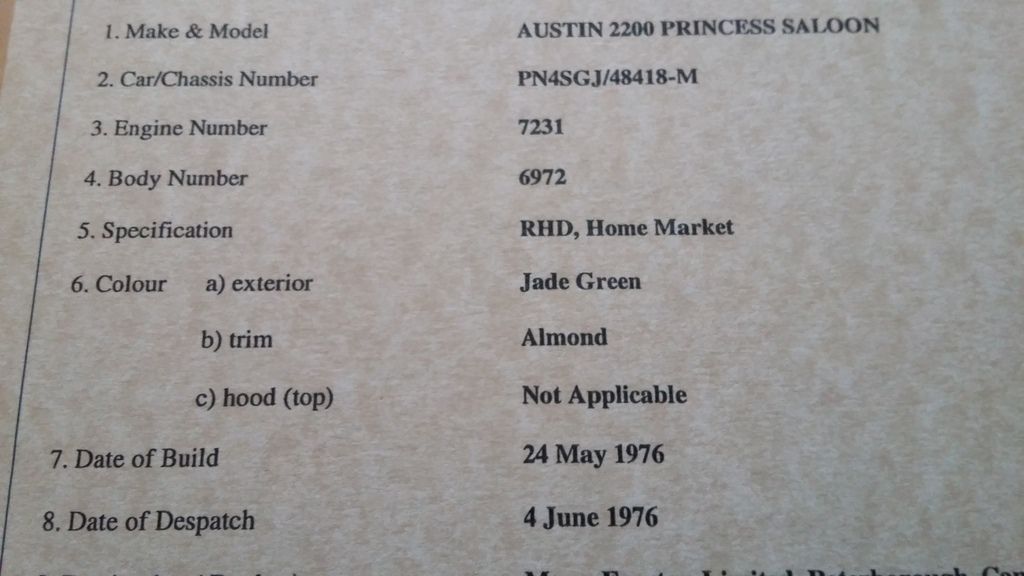 1. Make & Model AUSTIN 2200 PRINCESS SALOON
2. Car/Chassis Number PN4SGJ/48418-M
3. Engine Number 7231
4. Body Number 6972
5. Specification RHD, Home Market
6. Colour a) exterior Jade Green
b) trim Almond
c) hood (top) Not Applicable
7. Date of Build 24 May 1976
8. Date of Despatch 4 June 1976
Limited, Peterborough